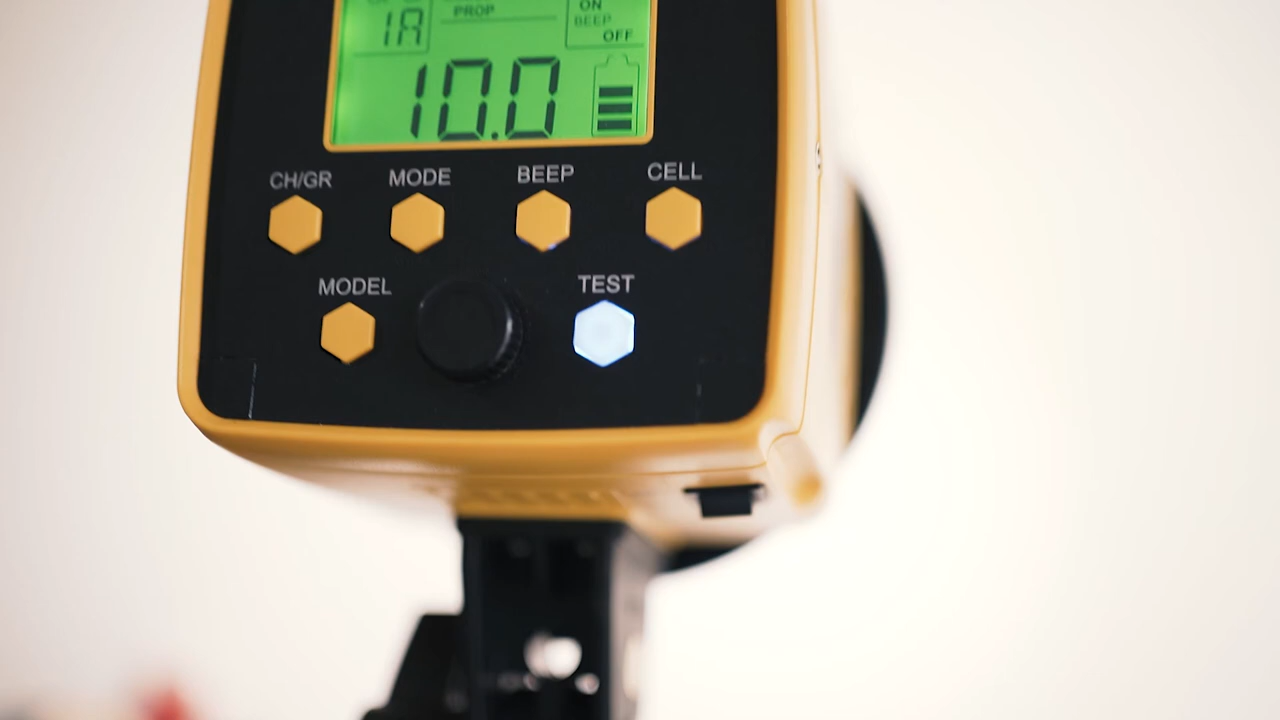 PROP
ON
1A
BEEP
OFF
10.0
CH/GR MODE BEEP CELL
MODEL TEST